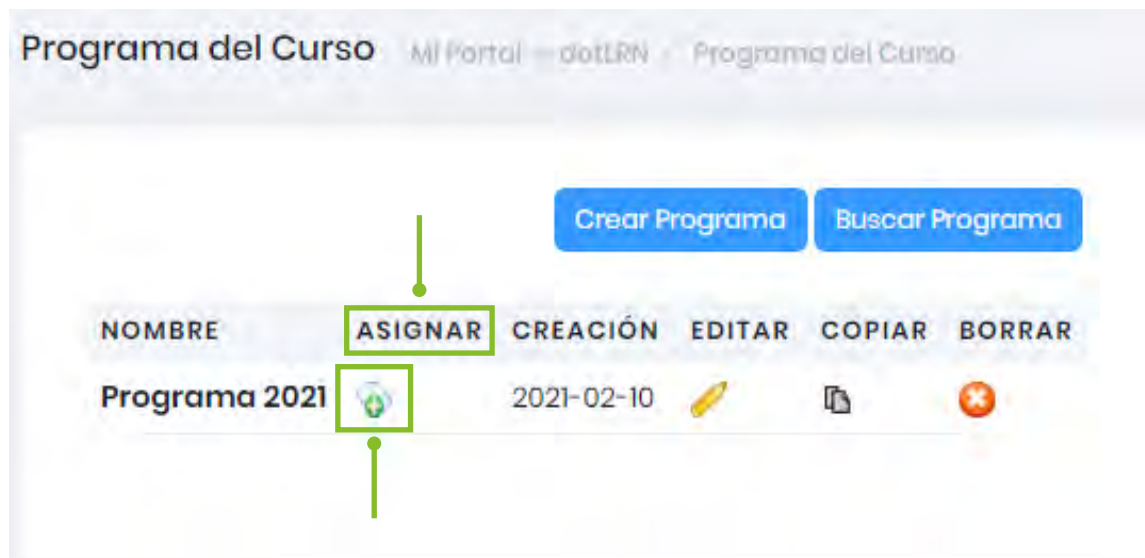 Programa del Curso Mi Portal dotLRN Programa del Curso
Crear Programa Buscar Programa
NOMBRE ASIGNAR CREACIÓN EDITAR COPIAR BORRAR
Programa 2021 2021-02-10